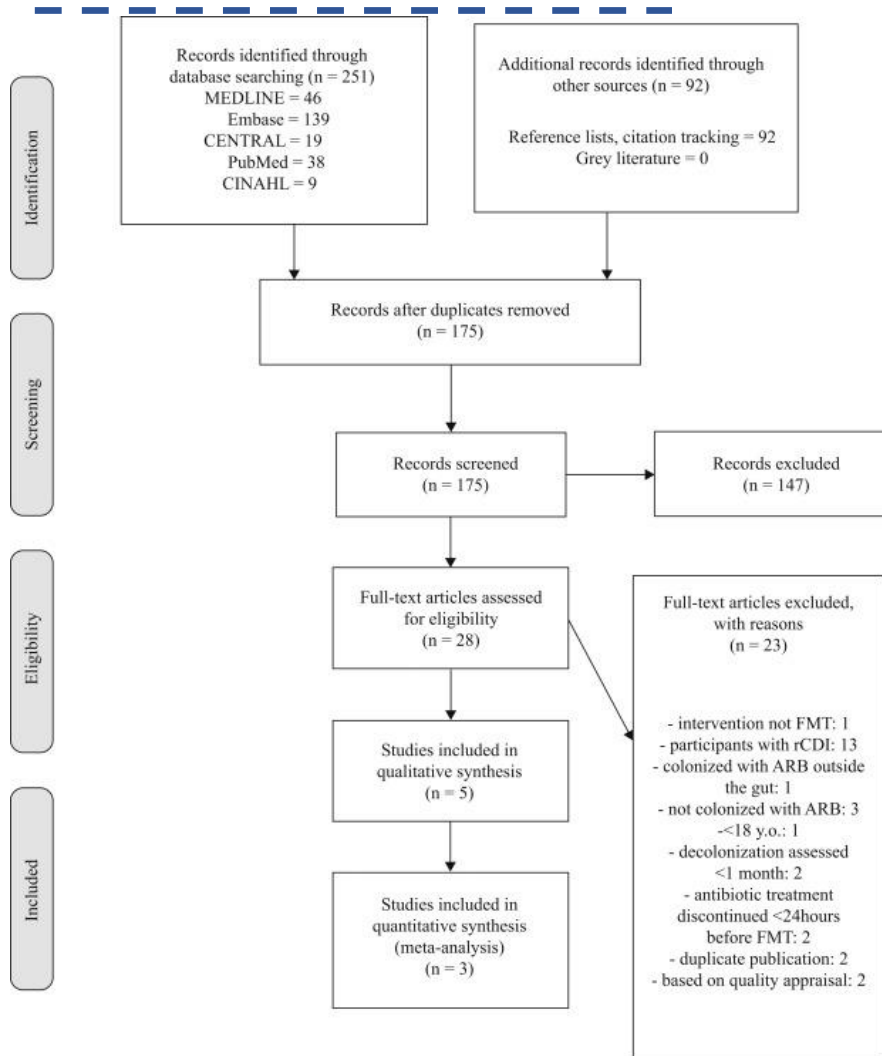 Identification
Records identified through
database searching (n = 251)
MEDLINE = 46
Embase = 139
CENTRAL = 19
PubMed = 38
CINAHL = 9
Additional records identified through
other sources (n = 92)
Reference lists, citation tracking = 92
Grey literature = 0
Records after duplicates removed
(n = 175)
Screening
Records screened
(n = 175)
Records excluded
(n = 147)
Eligibility
Full-text articles assessed
for eligibility
(n = 28)
Full-text articles excluded,
with reasons
(n = 23)
- intervention not FMT: 1
- participants with rCDI: 13
- colonized with ARB outside
the gut: 1
- not colonized with ARB: 3
-<18 y.o.: 1
- decolonization assessed
<1 month: 2
- antibiotic treatment
discontinued <24hours
before FMT: 2
- duplicate publication: 2
- based on quality appraisal: 2
Studies included in
qualitative synthesis
(n = 5)
Included
Studies included in
quantitative synthesis
(meta-analysis)
(n = 3)